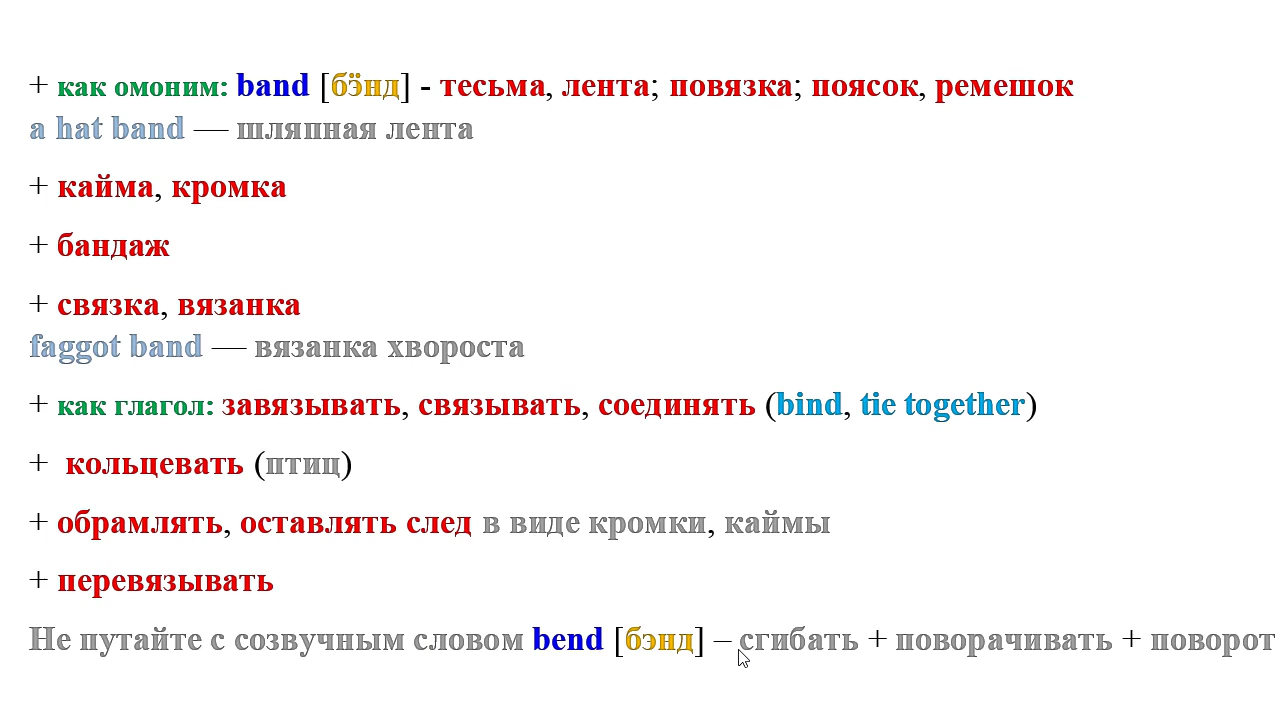 + как омоним: band [бӭнд] - тесьма, лента; повязка; поясок, ремешок
a hat band — шляпная лента
+ кайма, кромка
+ бандаж
+ связка, вязанка
faggot band — вязанка хвороста
+ как глагол: завязывать, связывать, соединять (bind, tie together)
+ кольцевать (птиц)
+ обрамлять, оставлять след в виде кромки, каймы
+ перевязывать
Не путайте с созвучным словом bend [бэнд] – сгибать + поворачивать + поворот